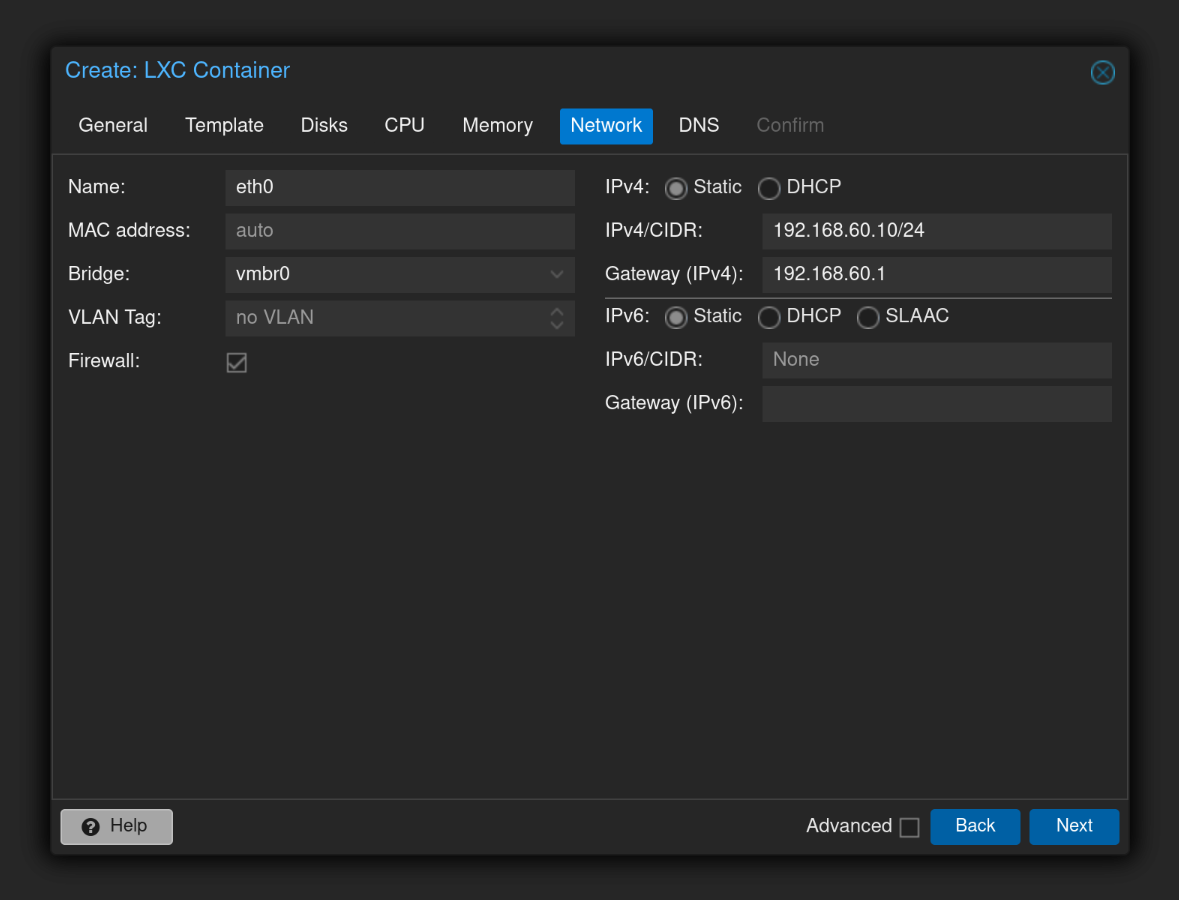 Create: LXC Container
General Template Disks CPU Memory Network DNS Confirm
Name: eth0
MAC address: auto
Bridge: vmbr0
VLAN Tag: no VLAN
Firewall:
IPv4: Static DHCP
IPv4/CIDR: 192.168.60.10/24
Gateway (IPv4): 192.168.60.1
IPv6: Static DHCP SLAAC
IPv6/CIDR: None
Gateway (IPv6):
? Help
Advanced Back Next